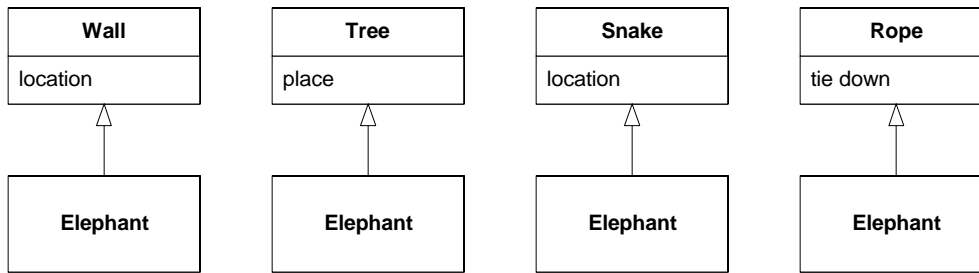 Wall
location
Tree
place
Snake
location
Rope
tie down
Elephant
Elephant
Elephant
Elephant